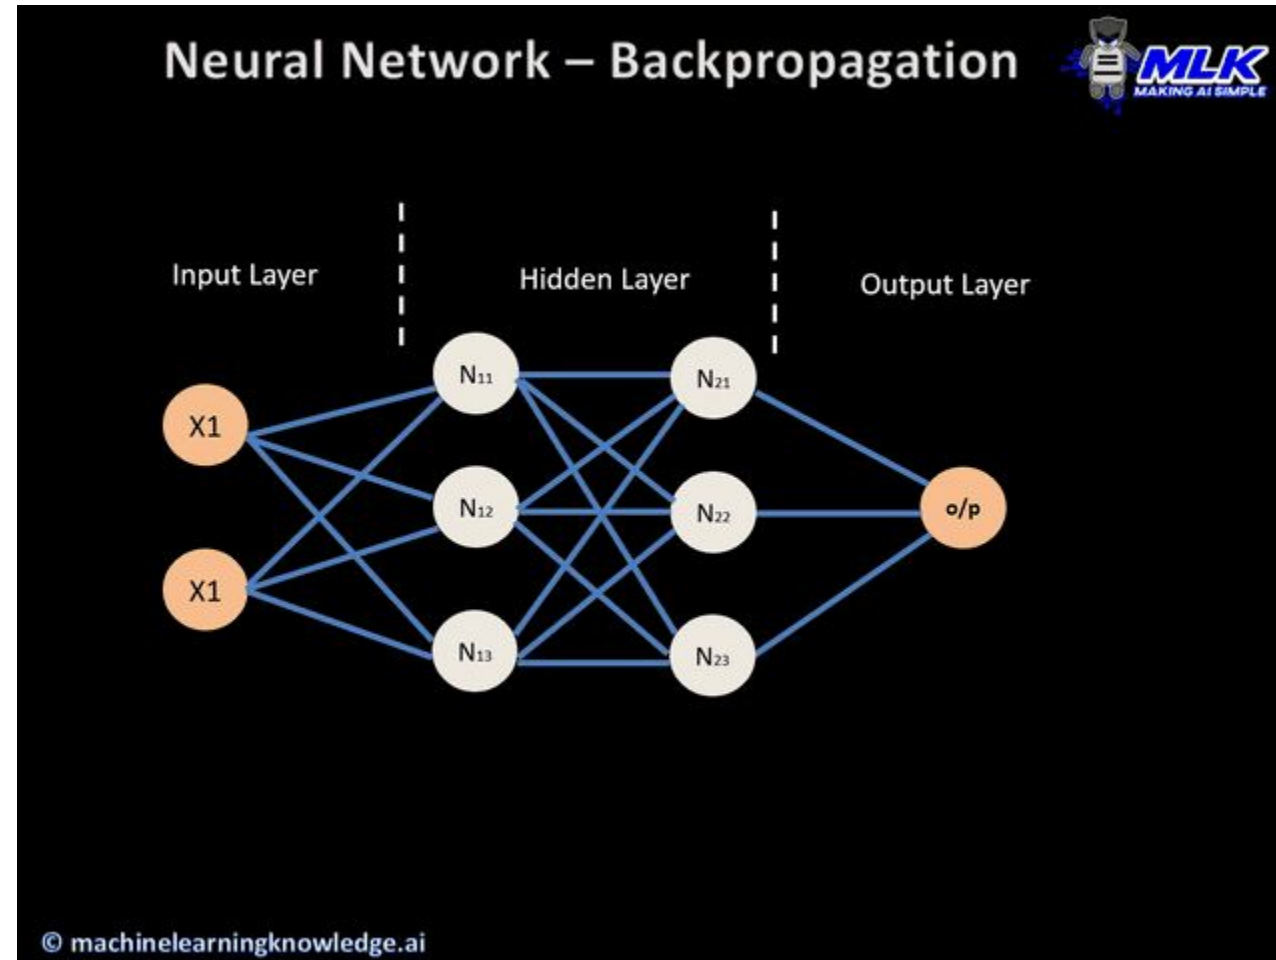 Neural Network – Backpropagation
MLK
MAKING AI SIMPLE
Input Layer
Hidden Layer
Output Layer
N₁₁
N₂₁
X1
N₁₂
N₂₂
o/p
X1
N₁₃
N₂₃
© machinelearningknowledge.ai